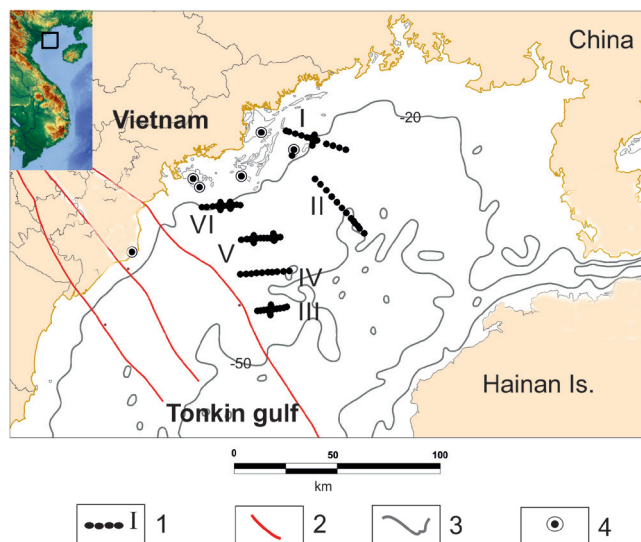 China
Vietnam
I
-20
II
VI
V
IV
III
-50
Hainan Is.
Tonkin gulf
0 50 100
km
I 1 2 3 4